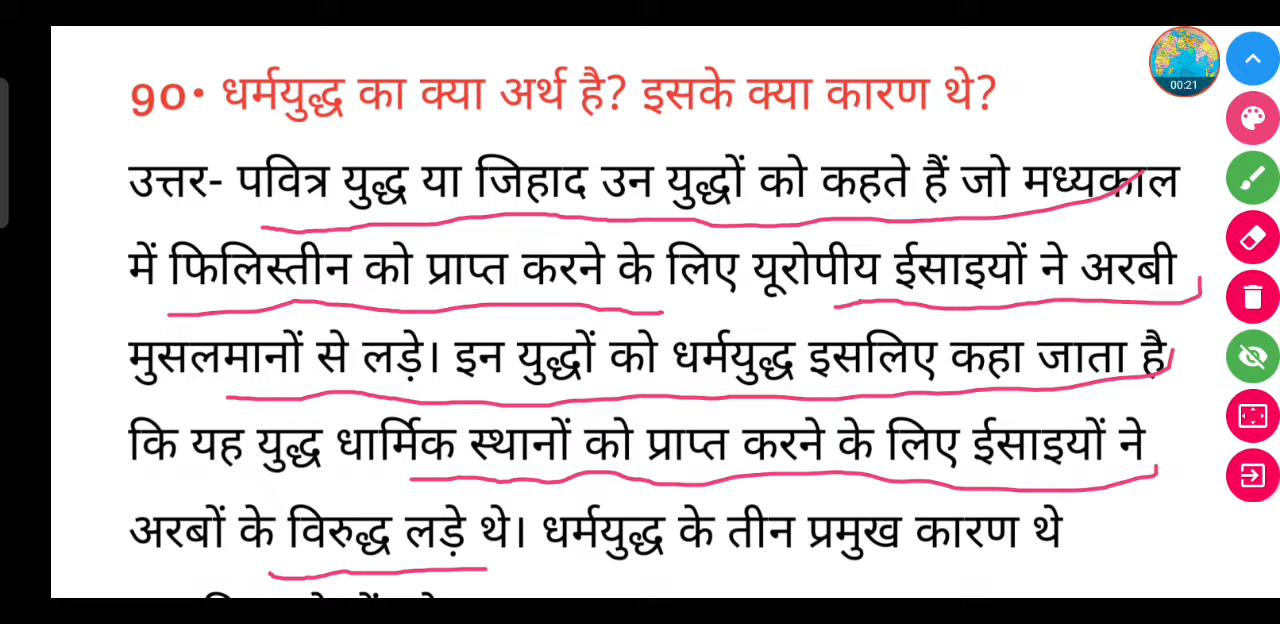 90• धर्मयुद्ध का क्या अर्थ है? इसके क्या कारण थे?
00:21
उत्तर- पवित्र युद्ध या जिहाद उन युद्धों को कहते हैं जो मध्यकाल
में फिलिस्तीन को प्राप्त करने के लिए यूरोपीय ईसाइयों ने अरबी
मुसलमानों से लड़े। इन युद्धों को धर्मयुद्ध इसलिए कहा जाता है
कि यह युद्ध धार्मिक स्थानों को प्राप्त करने के लिए ईसाइयों ने
अरबों के विरुद्ध लड़े थे। धर्मयुद्ध के तीन प्रमुख कारण थे